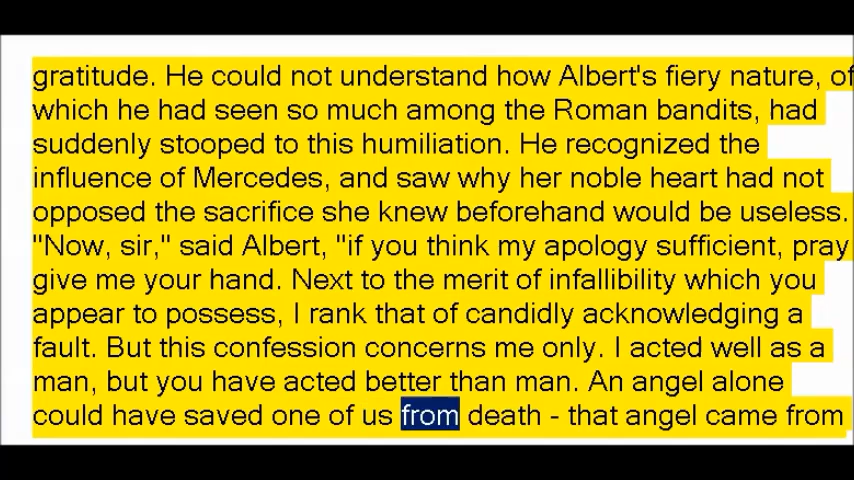 gratitude. He could not understand how Albert's fiery nature, of
which he had seen so much among the Roman bandits, had
suddenly stooped to this humiliation. He recognized the
influence of Mercedes, and saw why her noble heart had not
opposed the sacrifice she knew beforehand would be useless.
"Now, sir," said Albert, "if you think my apology sufficient, pray
give me your hand. Next to the merit of infallibility which you
appear to possess, I rank that of candidly acknowledging a
fault. But this confession concerns me only. I acted well as a
man, but you have acted better than man. An angel alone
could have saved one of us from death - that angel came from